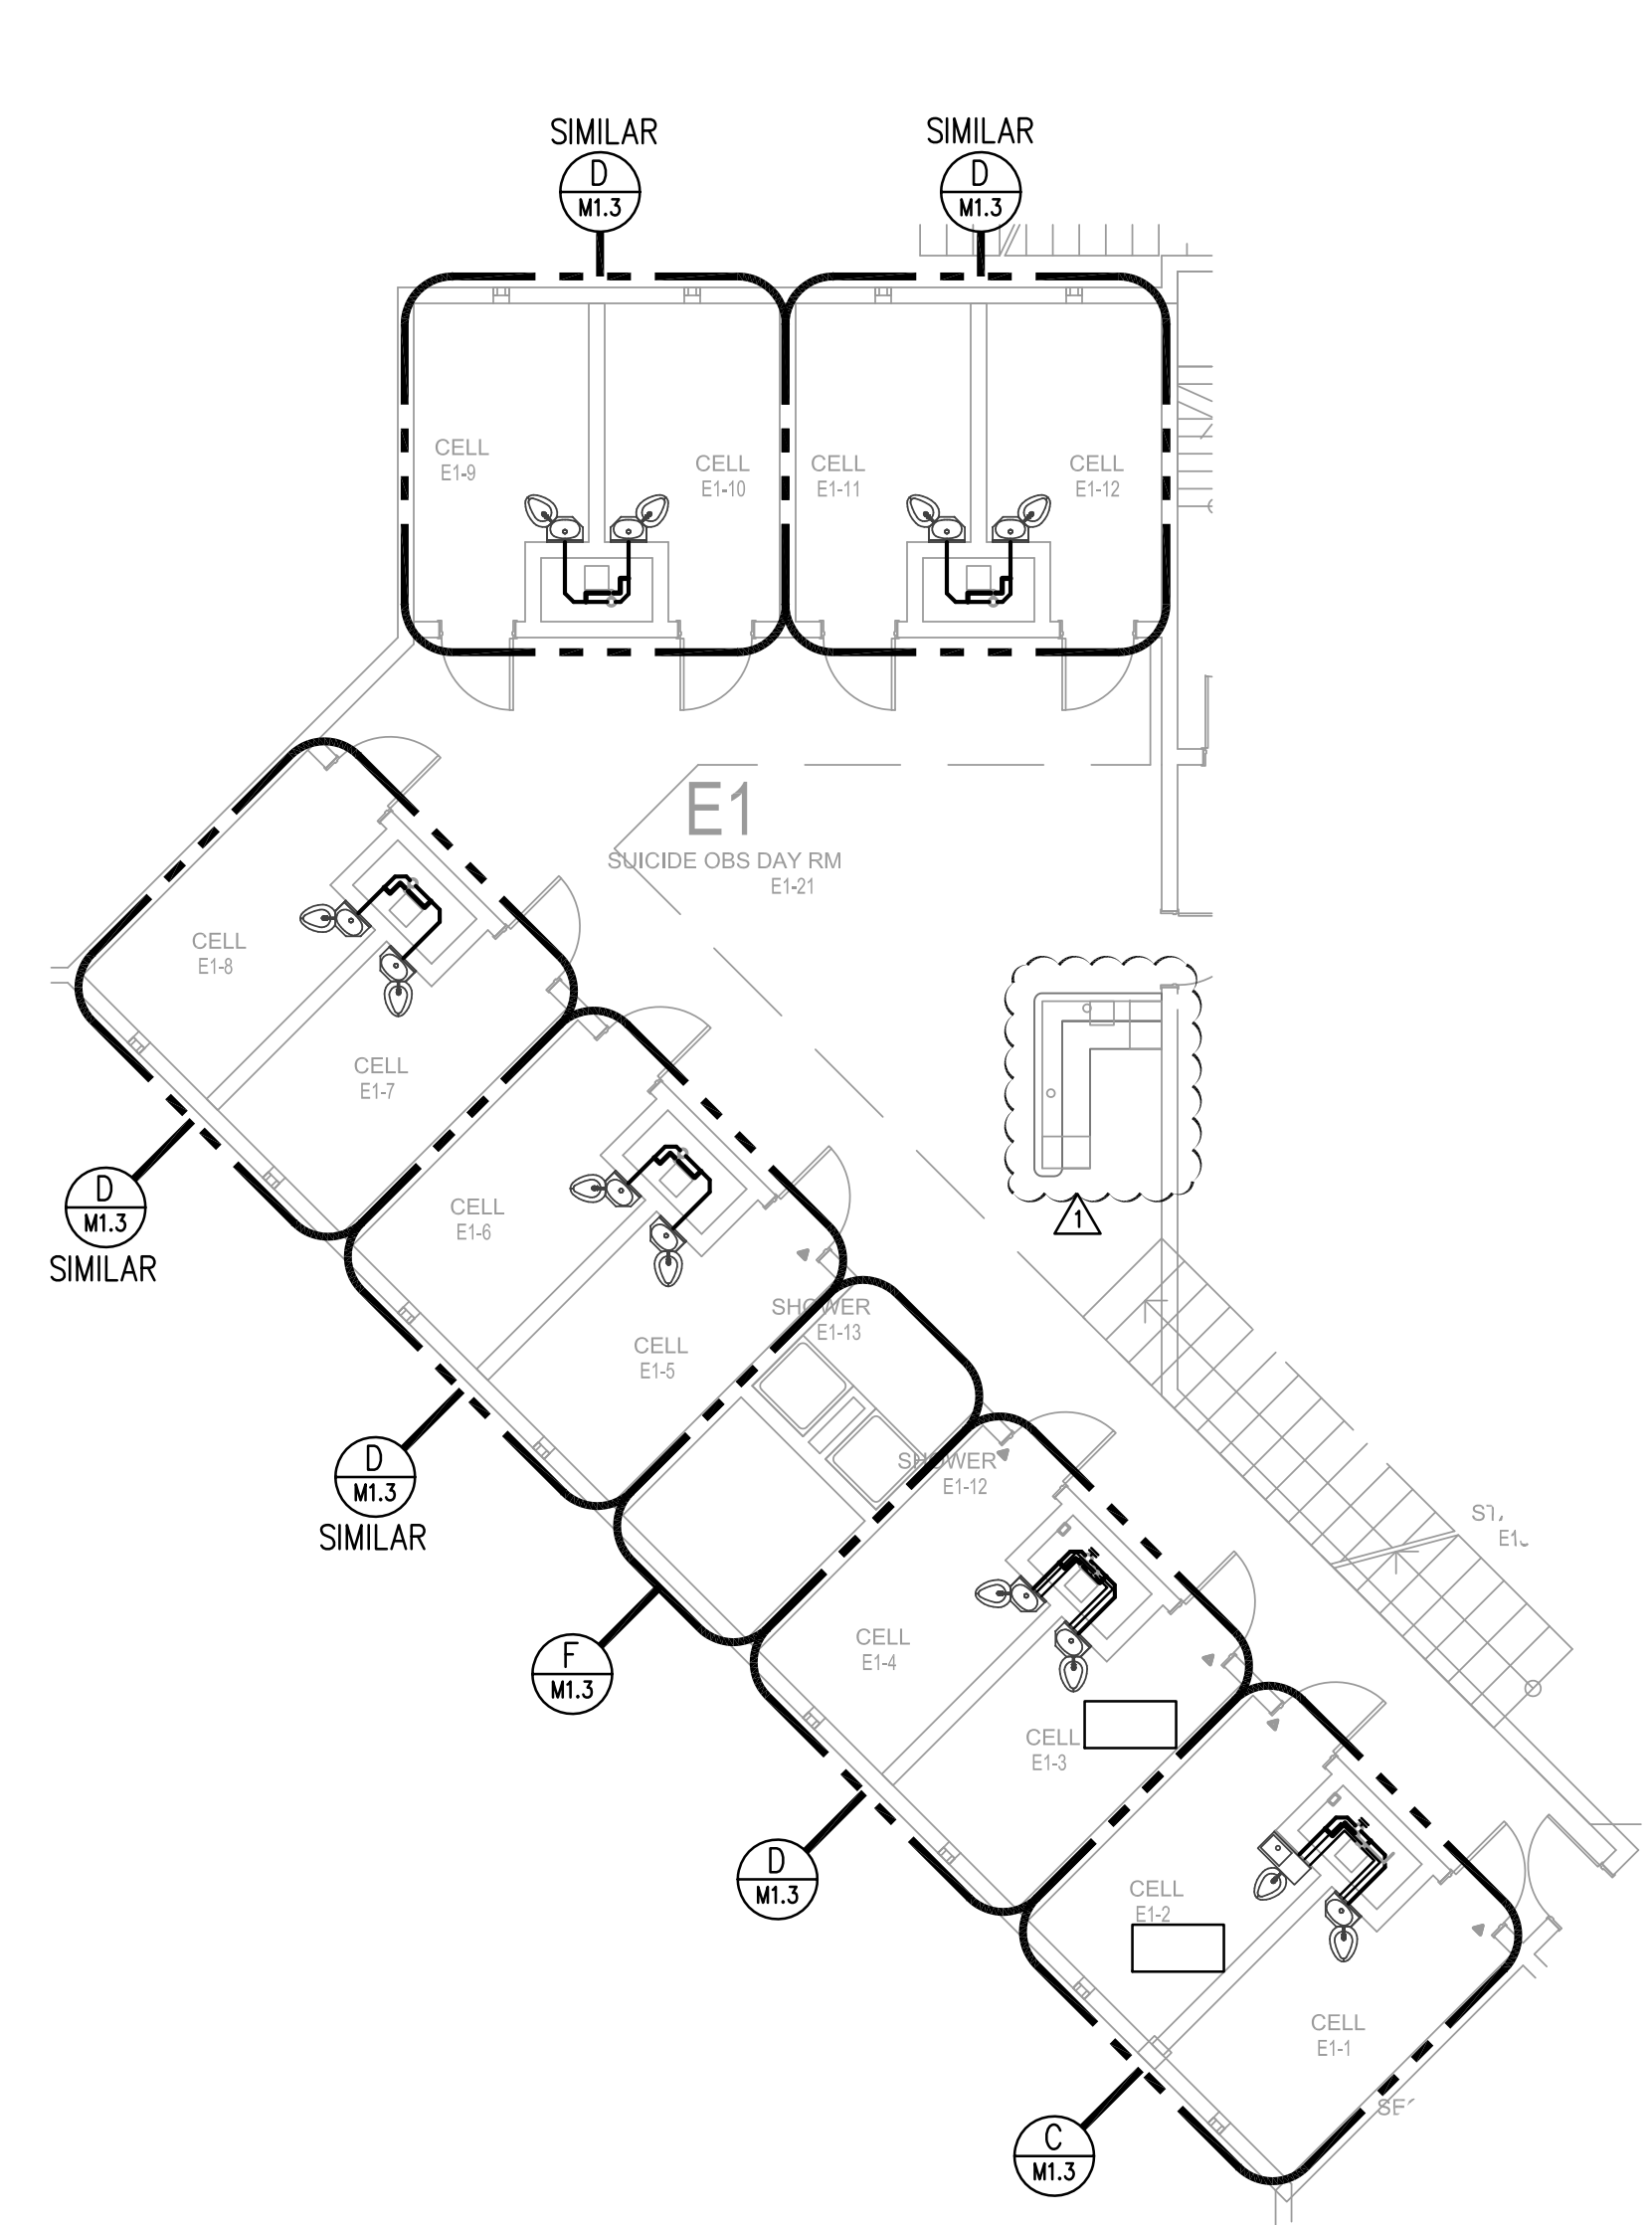 SIMILAR
D
M1.3
SIMILAR
D
M1.3
CELL
E1-9
CELL
E1-10
CELL
E1-11
CELL
E1-12
E1
SUICIDE OBS DAY RM
E1-21
CELL
E1-8
CELL
E1-7
D
M1.3
SIMILAR
1
CELL
E1-6
CELL
E1-5
SHOWER
E1-13
D
M1.3
SIMILAR
SHOWER
E1-12
F
M1.3
CELL
E1-4
CELL
E1-3
D
M1.3
CELL
E1-2
CELL
E1-1
C
M1.3